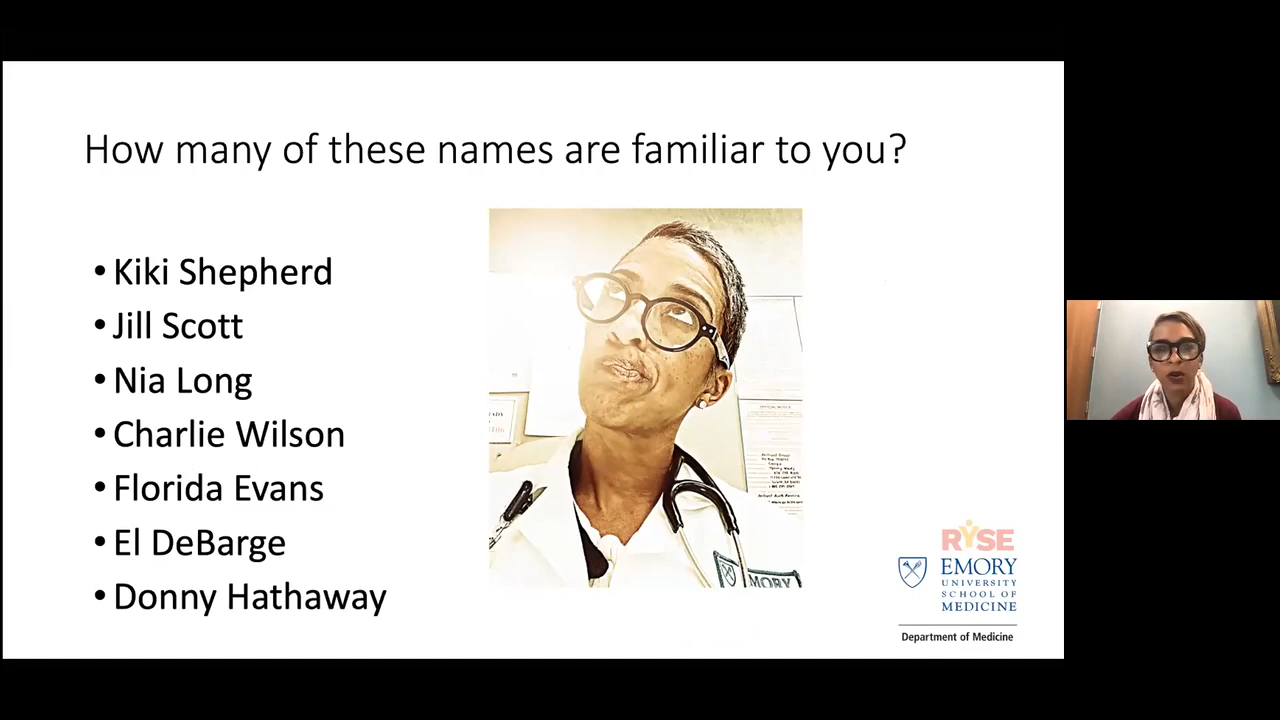 How many of these names are familiar to you?
• Kiki Shepherd
• Jill Scott
• Nia Long
• Charlie Wilson
• Florida Evans
• El DeBarge
• Donny Hathaway
EMORY
RYSE
EMORY
UNIVERSITY
SCHOOL OF
MEDICINE
Department of Medicine